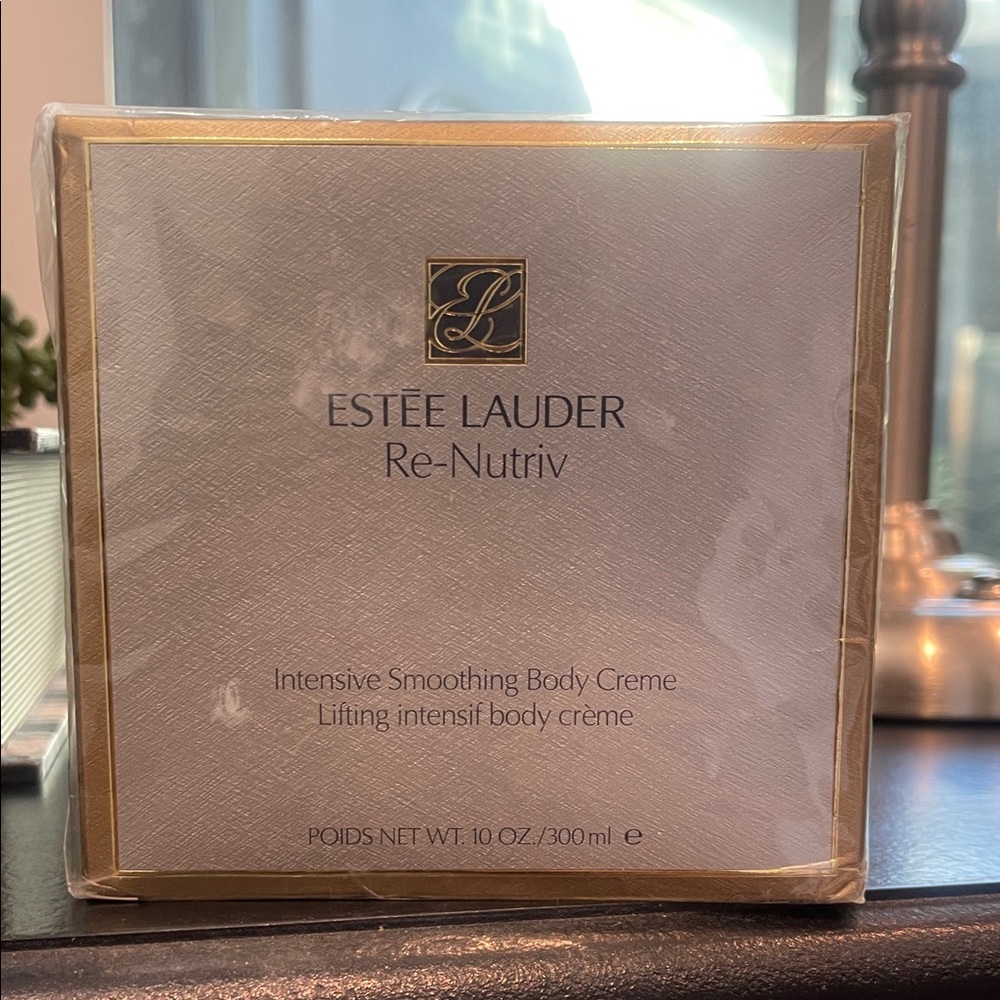 EL
ESTĒE LAUDER
Re-Nutriv
Intensive Smoothing Body Creme
Lifting intensif body crème
POIDS NET WT. 10 OZ./300 ml ℮